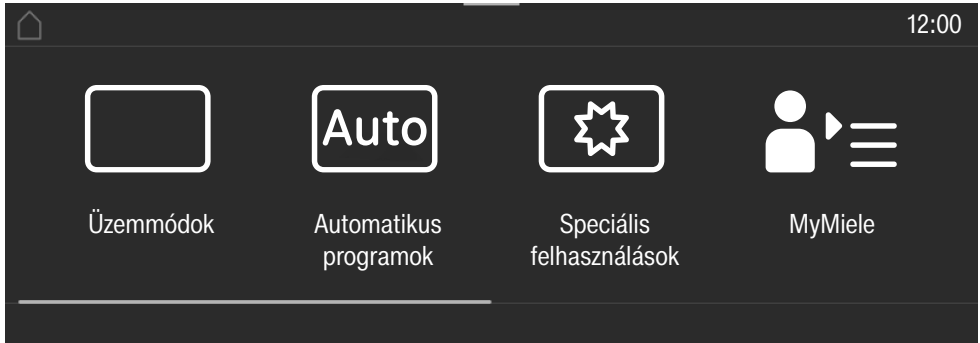 12:00
Auto
Üzemmódok
Automatikus
programok
Speciális
felhasználások
MyMiele